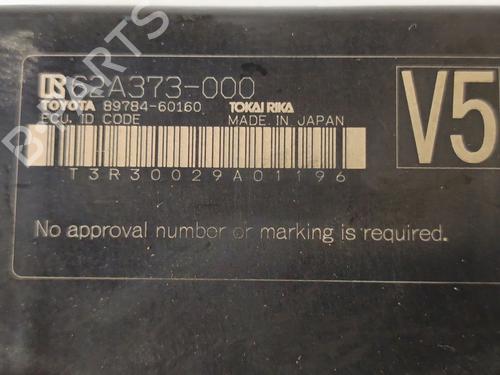 62A373-000
TOYOTA 89784-60160 TOKAI RIKA
ECU. ID CODE MADE IN JAPAN
V5
T3R30029A01196
No approval number or marking is required.